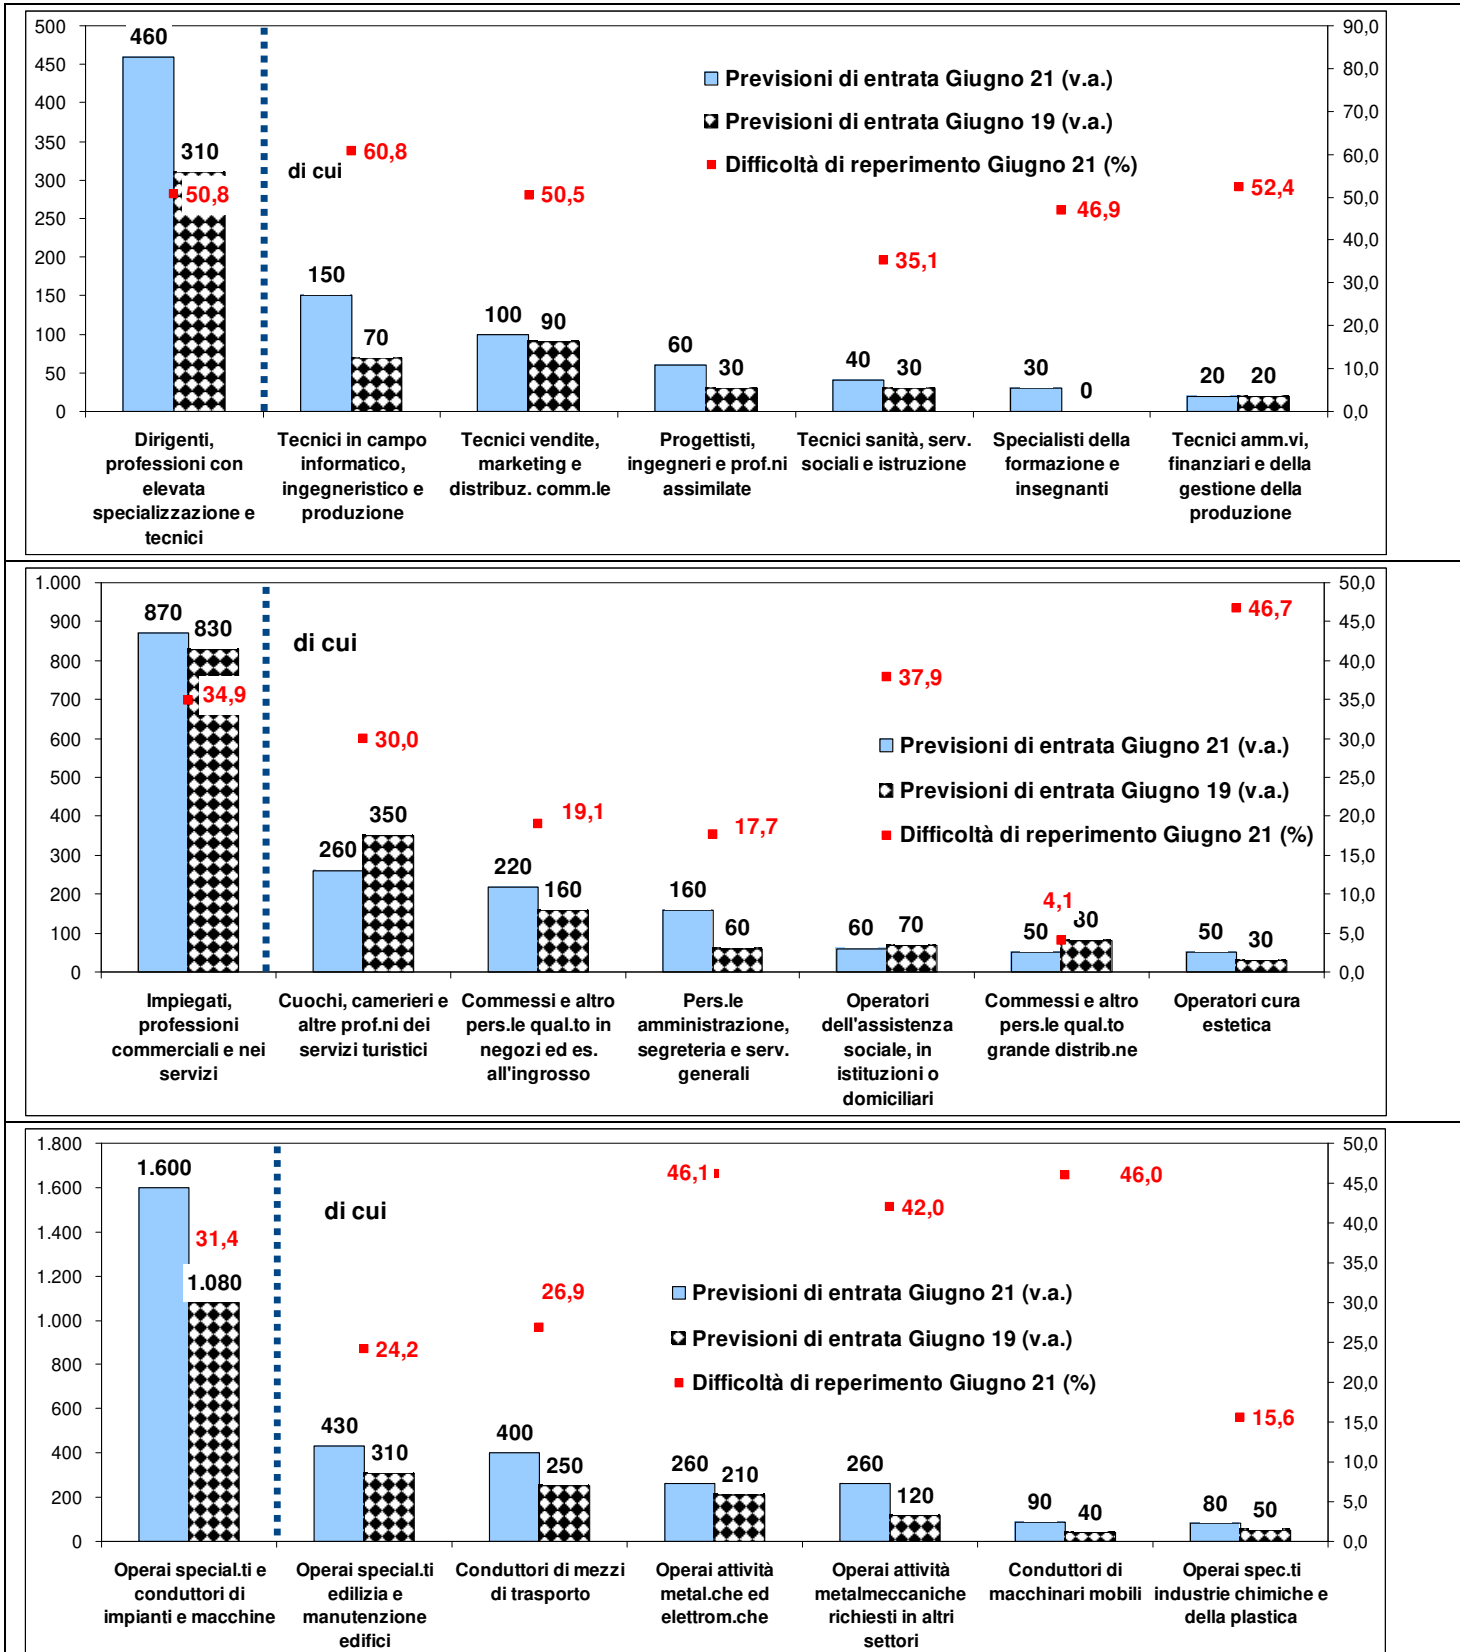 500
450
400
350
300
250
200
150
100
50
0
90,0
80,0
70,0
60,0
50,0
40,0
30,0
20,0
10,0
0,0
Previsioni di entrata Giugno 21 (v.a.)
Previsioni di entrata Giugno 19 (v.a.)
Difficoltà di reperimento Giugno 21 (%)
di cui
460
310
50,8
60,8
150
70
50,5
100
90
60
30
35,1
40
30
46,9
30
0
52,4
20
20
Dirigenti,
professioni con
elevata
specializzazione e
tecnici
Tecnici in campo
informatico,
ingegneristico e
produzione
Tecnici vendite,
marketing e
distribuz. comm.le
Progettisti,
ingegneri e prof.ni
assimilate
Tecnici sanità, serv.
sociali e istruzione
Specialisti della
formazione e
insegnanti
Tecnici amm.vi,
finanziari e della
gestione della
produzione
1.000
900
800
700
600
500
400
300
200
100
0
50,0
45,0
40,0
35,0
30,0
25,0
20,0
15,0
10,0
5,0
0,0
di cui
Previsioni di entrata Giugno 21 (v.a.)
Previsioni di entrata Giugno 19 (v.a.)
Difficoltà di reperimento Giugno 21 (%)
870
830
34,9
30,0
260
350
19,1
220
160
17,7
160
60
37,9
60
70
4,1
50
80
46,7
50
30
Impiegati,
professioni
commerciali e nei
servizi
Cuochi, camerieri e
altre prof.ni dei
servizi turistici
Commessi e altro
pers.le qual.to in
negozi ed es.
all'ingrosso
Pers.le
amministrazione,
segreteria e serv.
generali
Operatori
dell'assistenza
sociale, in
istituzioni o
domiciliari
Commessi e altro
pers.le qual.to
grande distrib.ne
Operatori cura
estetica
1.800
1.600
1.400
1.200
1.000
800
600
400
200
0
50,0
45,0
40,0
35,0
30,0
25,0
20,0
15,0
10,0
5,0
0,0
di cui
Previsioni di entrata Giugno 21 (v.a.)
Previsioni di entrata Giugno 19 (v.a.)
Difficoltà di reperimento Giugno 21 (%)
1.600
31,4
1.080
24,2
430
310
26,9
400
250
46,1
260
210
42,0
260
120
46,0
90
40
15,6
80
50
Operai special.ti e
conduttori di
impianti e macchine
Operai special.ti
edilizia e
manutenzione
edifici
Conduttori di mezzi
di trasporto
Operai attività
metal.che ed
elettrom.che
Operai attività
metalmeccaniche
richiesti in altri
settori
Conduttori di
macchinari mobili
Operai spec.ti
industrie chimiche e
della plastica